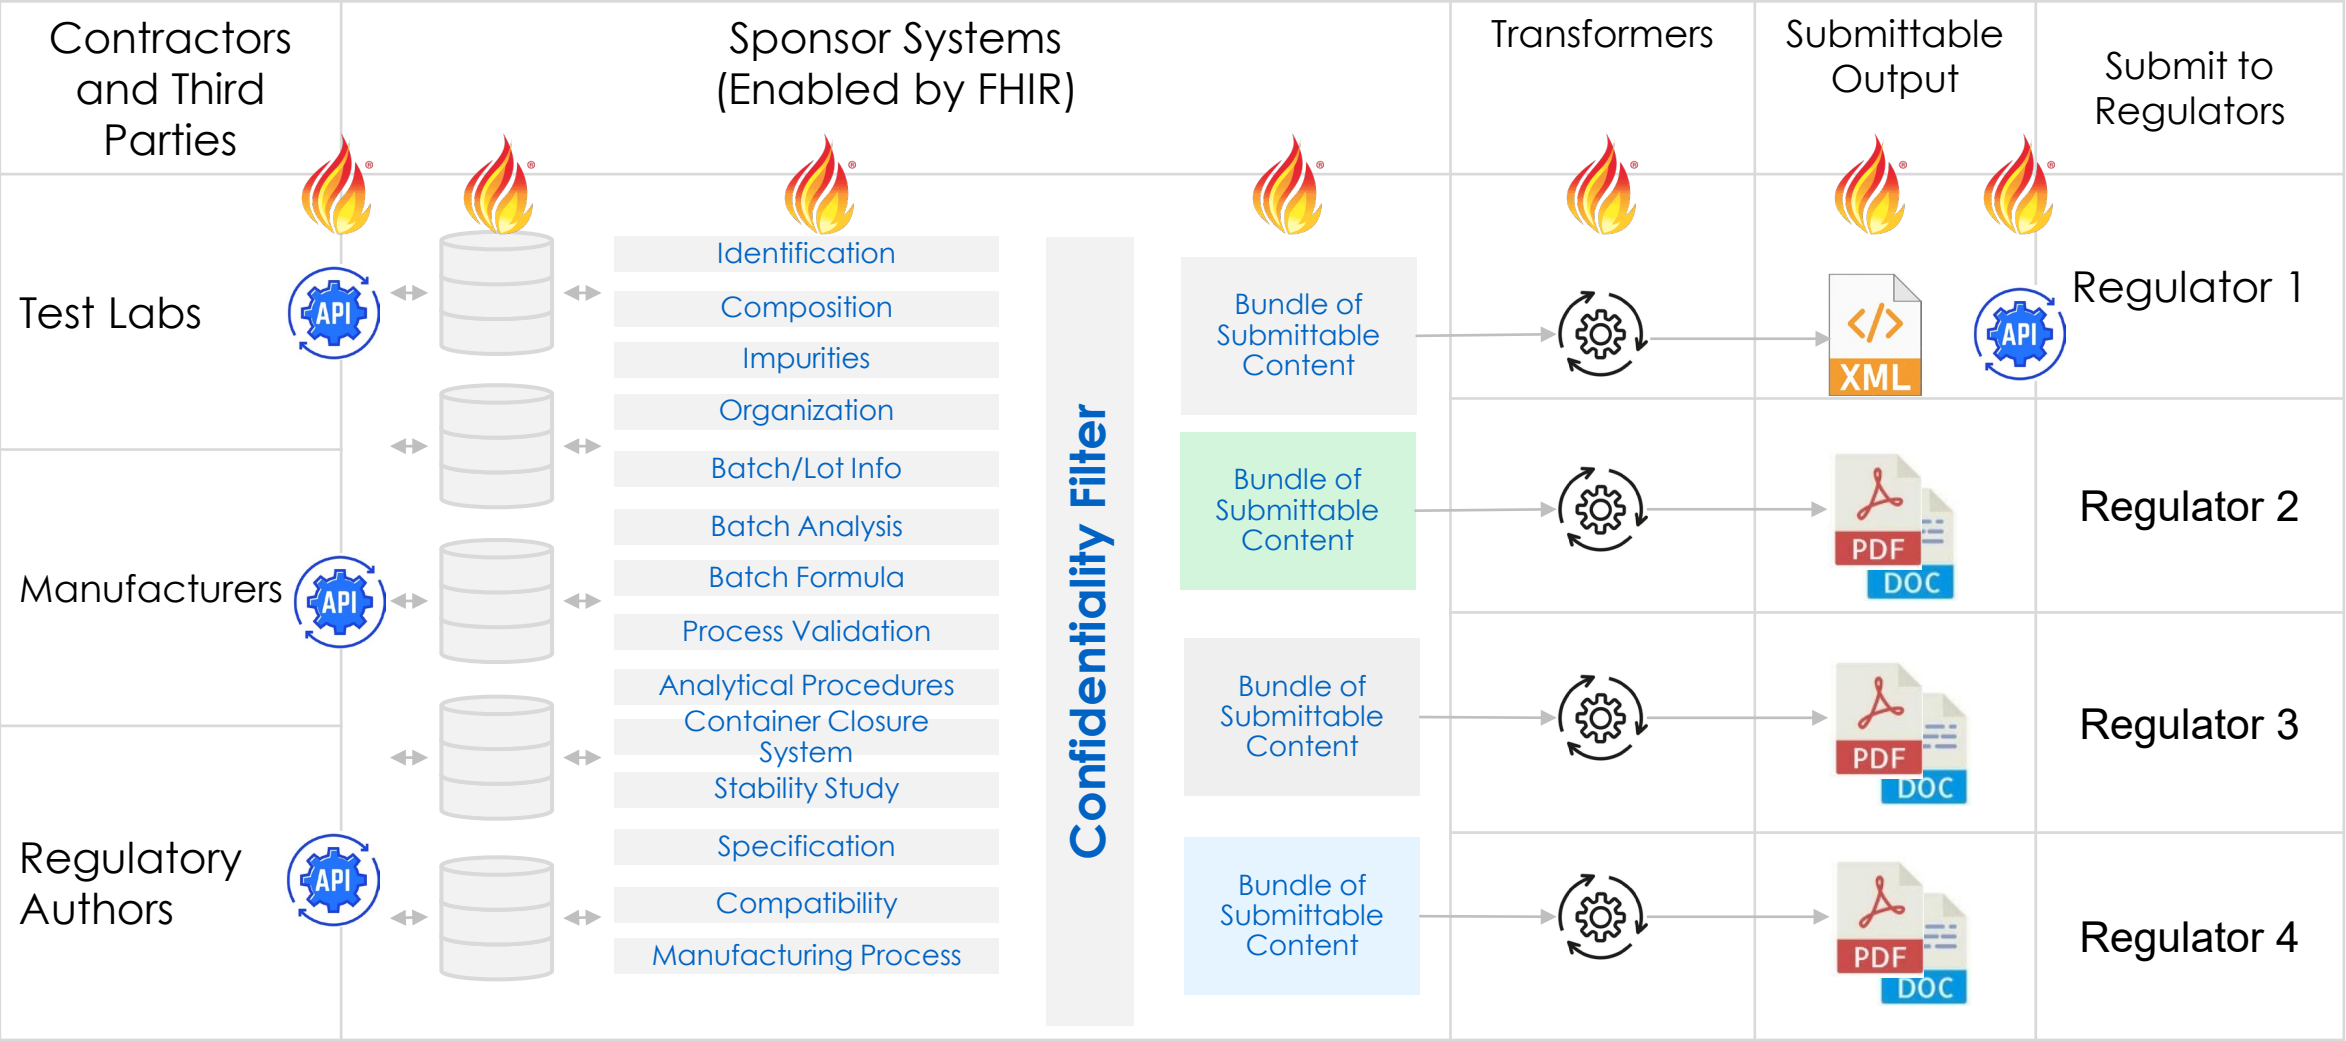 Contractors
and Third
Parties
Sponsor Systems
(Enabled by FHIR)
Transformers
Submittable
Output
Submit to
Regulators
®
®
®
®
®
®
®
Test Labs
API
Manufacturers
API
Regulatory
Authors
API
Identification
Composition
Impurities
Organization
Batch/Lot Info
Batch Analysis
Batch Formula
Process Validation
Analytical Procedures
Container Closure
System
Stability Study
Specification
Compatibility
Manufacturing Process
Confidentiality Filter
Bundle of
Submittable
Content
</>
XML
API
Regulator 1
Bundle of
Submittable
Content
PDF
DOC
Regulator 2
Bundle of
Submittable
Content
PDF
DOC
Regulator 3
Bundle of
Submittable
Content
PDF
DOC
Regulator 4